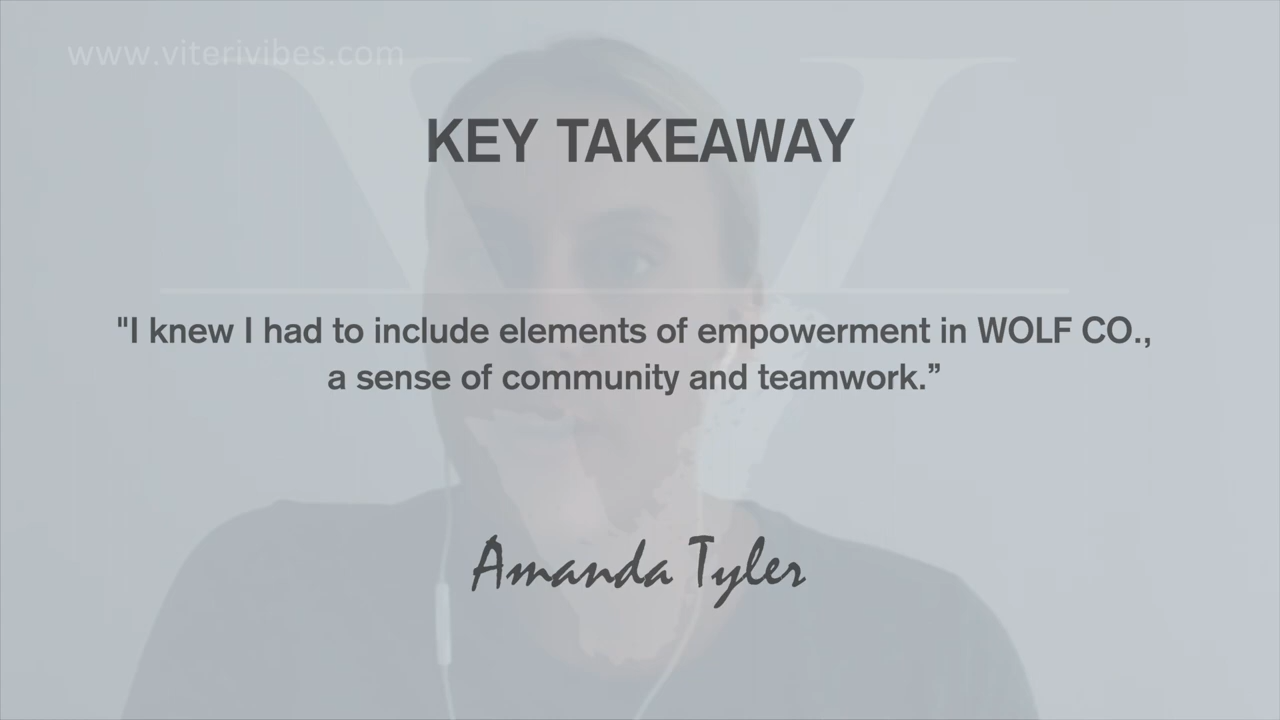 www.viterivibes.com
KEY TAKEAWAY
"I knew I had to include elements of empowerment in WOLF CO.,
a sense of community and teamwork.”
Amanda Tyler